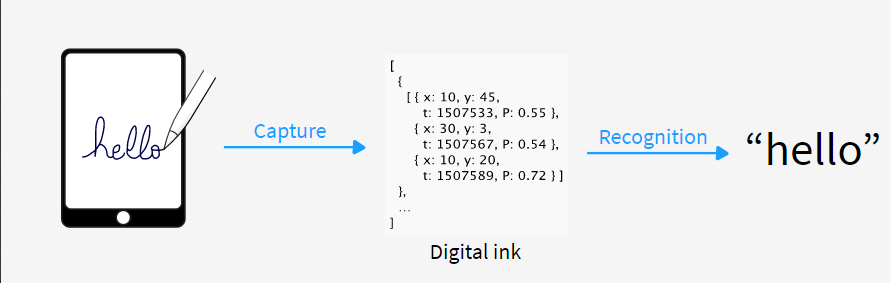 hello
Capture
[
{
[ { x: 10, y: 45,
t: 1507533, P: 0.55 },
{ x: 30, y: 3,
t: 1507567, P: 0.54 },
{ x: 10, y: 20,
t: 1507589, P: 0.72 } ]
},
...
]
Digital ink
Recognition
“hello”